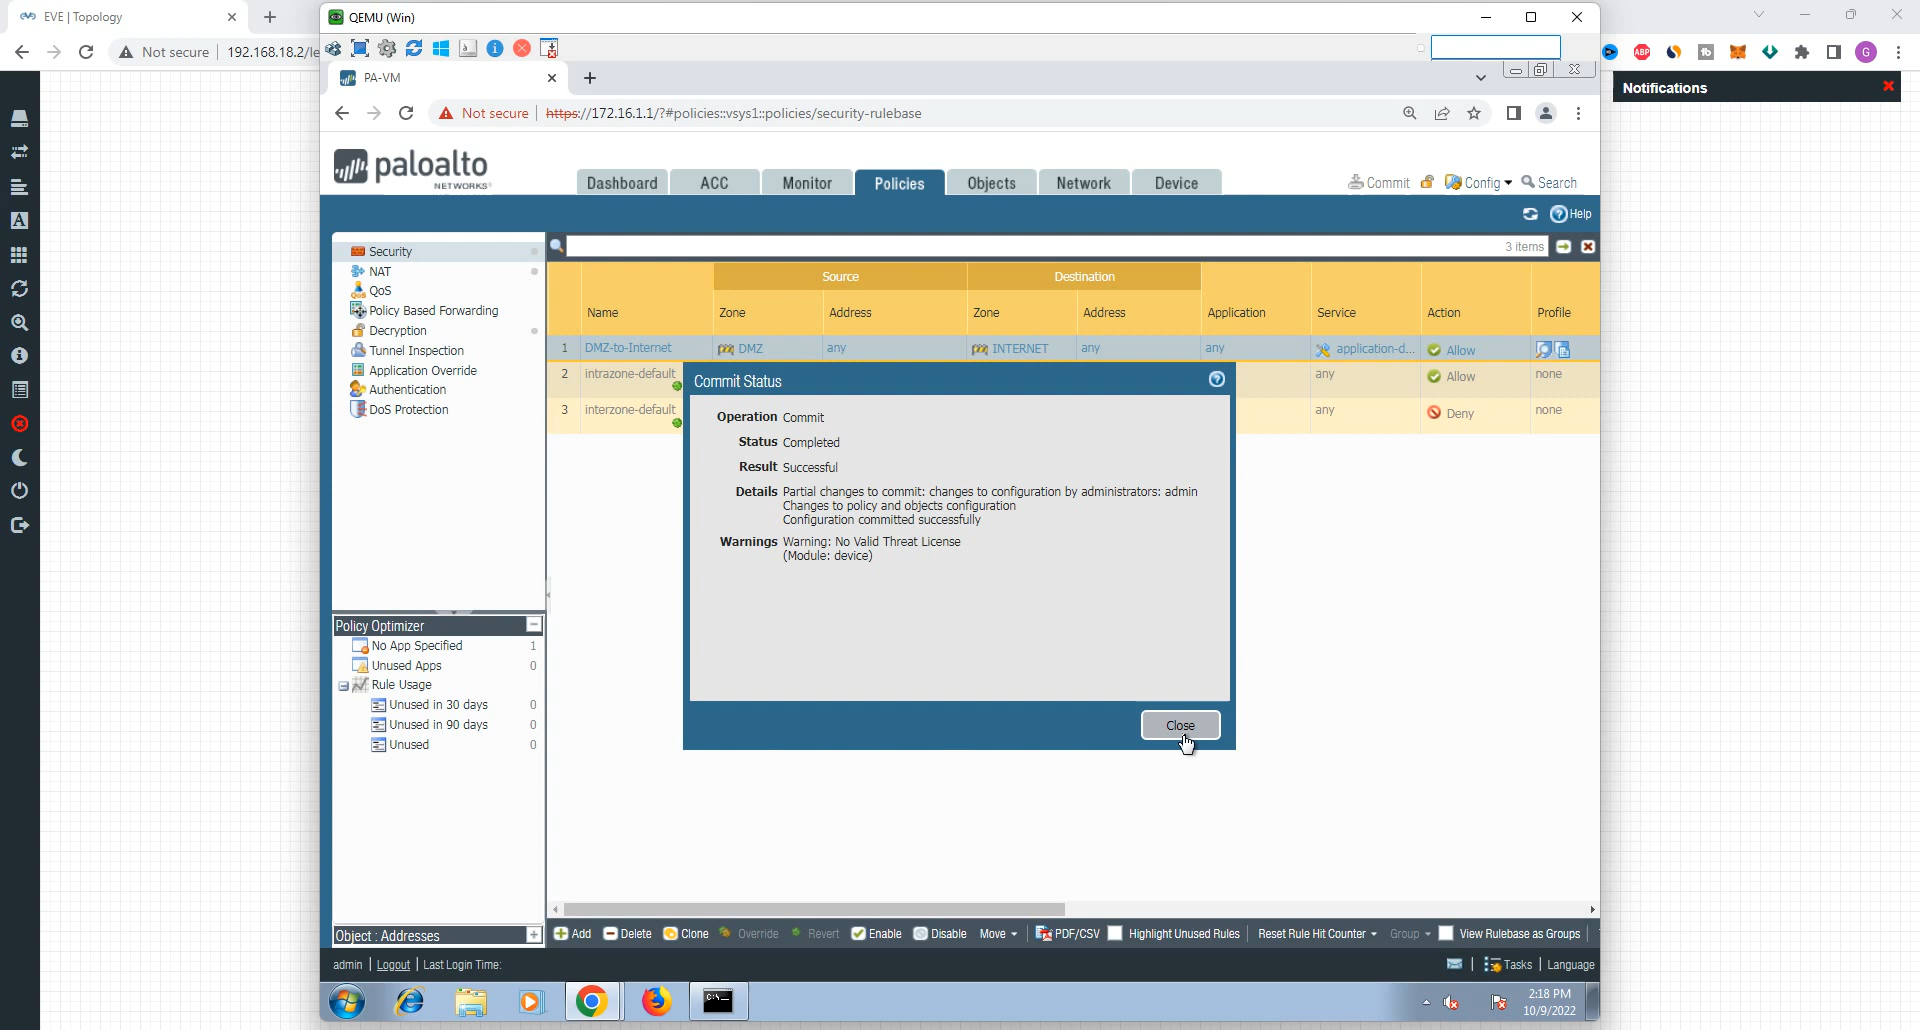 EVE | Topology
QEMU (Win)
Not secure
192.168.18.2/le
ABP
G
PA-VM
Notifications
Not secure
https://172.16.1.1/?#policies::vsys1::policies/security-rulebase
paloalto
NETWORKS
Dashboard
ACC
Monitor
Policies
Objects
Network
Device
Commit
Config
Search
Help
Security
NAT
QoS
Policy Based Forwarding
Decryption
Tunnel Inspection
Application Override
Authentication
DoS Protection
3 items
Source
Destination
Name
Zone
Address
Zone
Address
Application
Service
Action
Profile
1 DMZ-to-Internet DMZ any INTERNET any any application-d... Allow
2 intrazone-default any Allow none
3 interzone-default any Deny none
Commit Status
Operation Commit
Status Completed
Result Successful
Details Partial changes to commit: changes to configuration by administrators: admin
Changes to policy and objects configuration
Configuration committed successfully
Warnings Warning: No Valid Threat License
(Module: device)
Close
Policy Optimizer
No App Specified 1
Unused Apps 0
Rule Usage
Unused in 30 days 0
Unused in 90 days 0
Unused 0
Object : Addresses
Add
Delete
Clone
Override
Revert
Enable
Disable
Move
PDF/CSV
Highlight Unused Rules
Reset Rule Hit Counter
Group
View Rulebase as Groups
admin | Logout | Last Login Time:
Tasks | Language
C:\
2:18 PM
10/9/2022